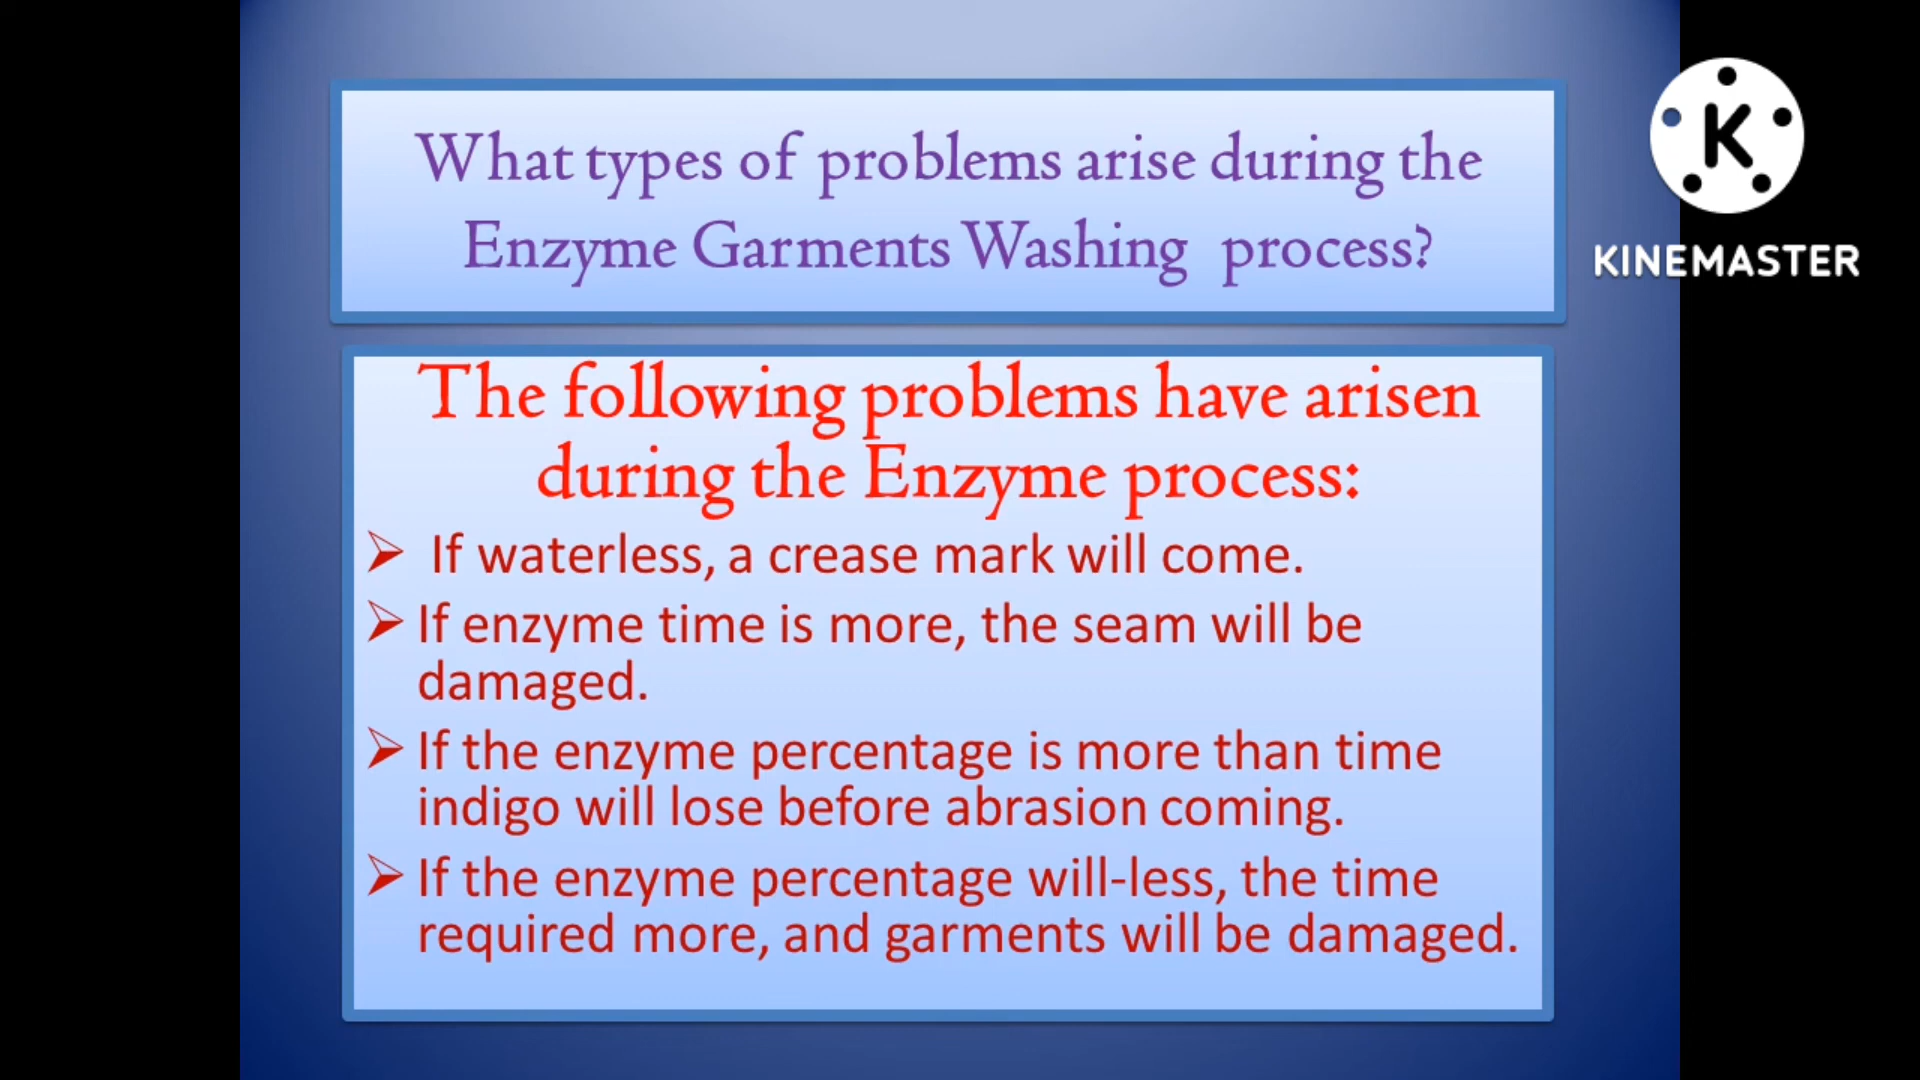 What types of problems arise during the
Enzyme Garments Washing process?
K
KINEMASTER
The following problems have arisen
during the Enzyme process:
If waterless, a crease mark will come.
If enzyme time is more, the seam will be
damaged.
If the enzyme percentage is more than time
indigo will lose before abrasion coming.
If the enzyme percentage will-less, the time
required more, and garments will be damaged.